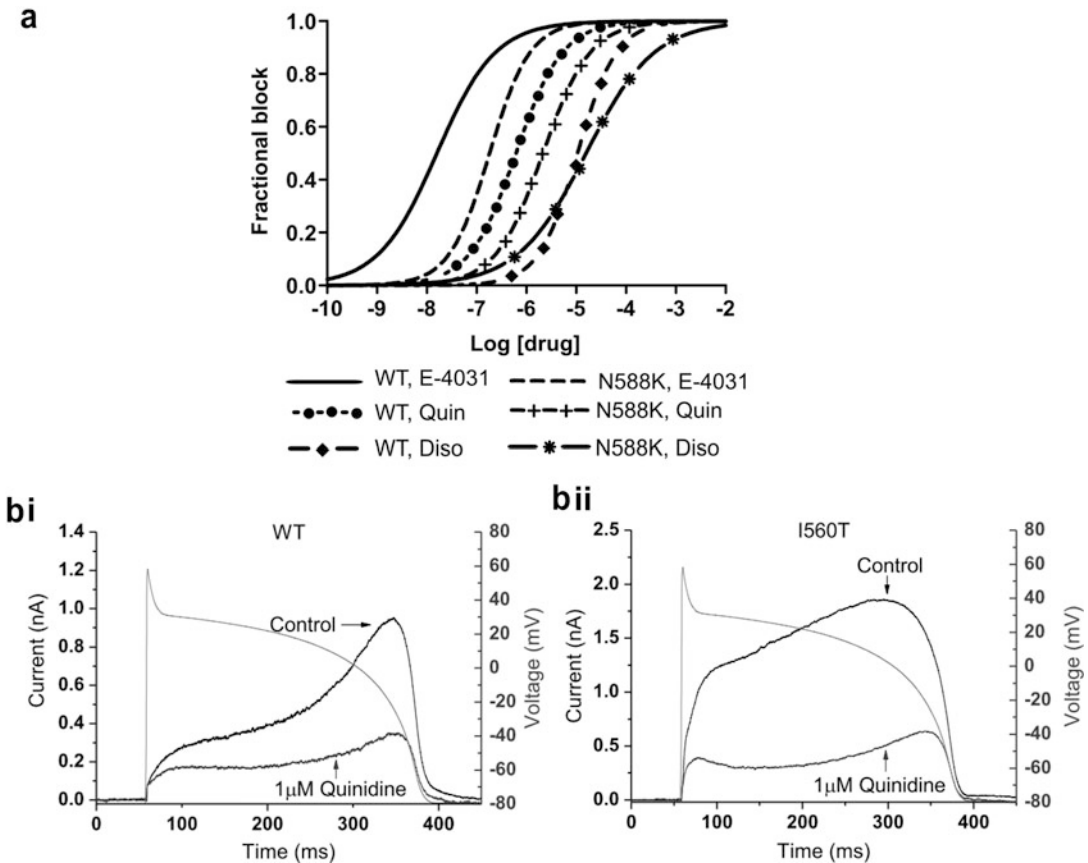 a
Fractional block
1.0
0.8
0.6
0.4
0.2
0.0
-10 -9 -8 -7 -6 -5 -4 -3 -2
Log [drug]
WT, E-4031 N588K, E-4031
WT, Quin N588K, Quin
WT, Diso N588K, Diso
bi
WT
Current (nA)
1.4
1.2
1.0
0.8
0.6
0.4
0.2
0.0
Control
1µM Quinidine
80
60
40
20
0
-20
-40
-60
-80
Voltage (mV)
0 100 200 300 400
Time (ms)
bii
I560T
Current (nA)
2.5
2.0
1.5
1.0
0.5
0.0
Control
1µM Quinidine
80
60
40
20
0
-20
-40
-60
-80
Voltage (mV)
0 100 200 300 400
Time (ms)